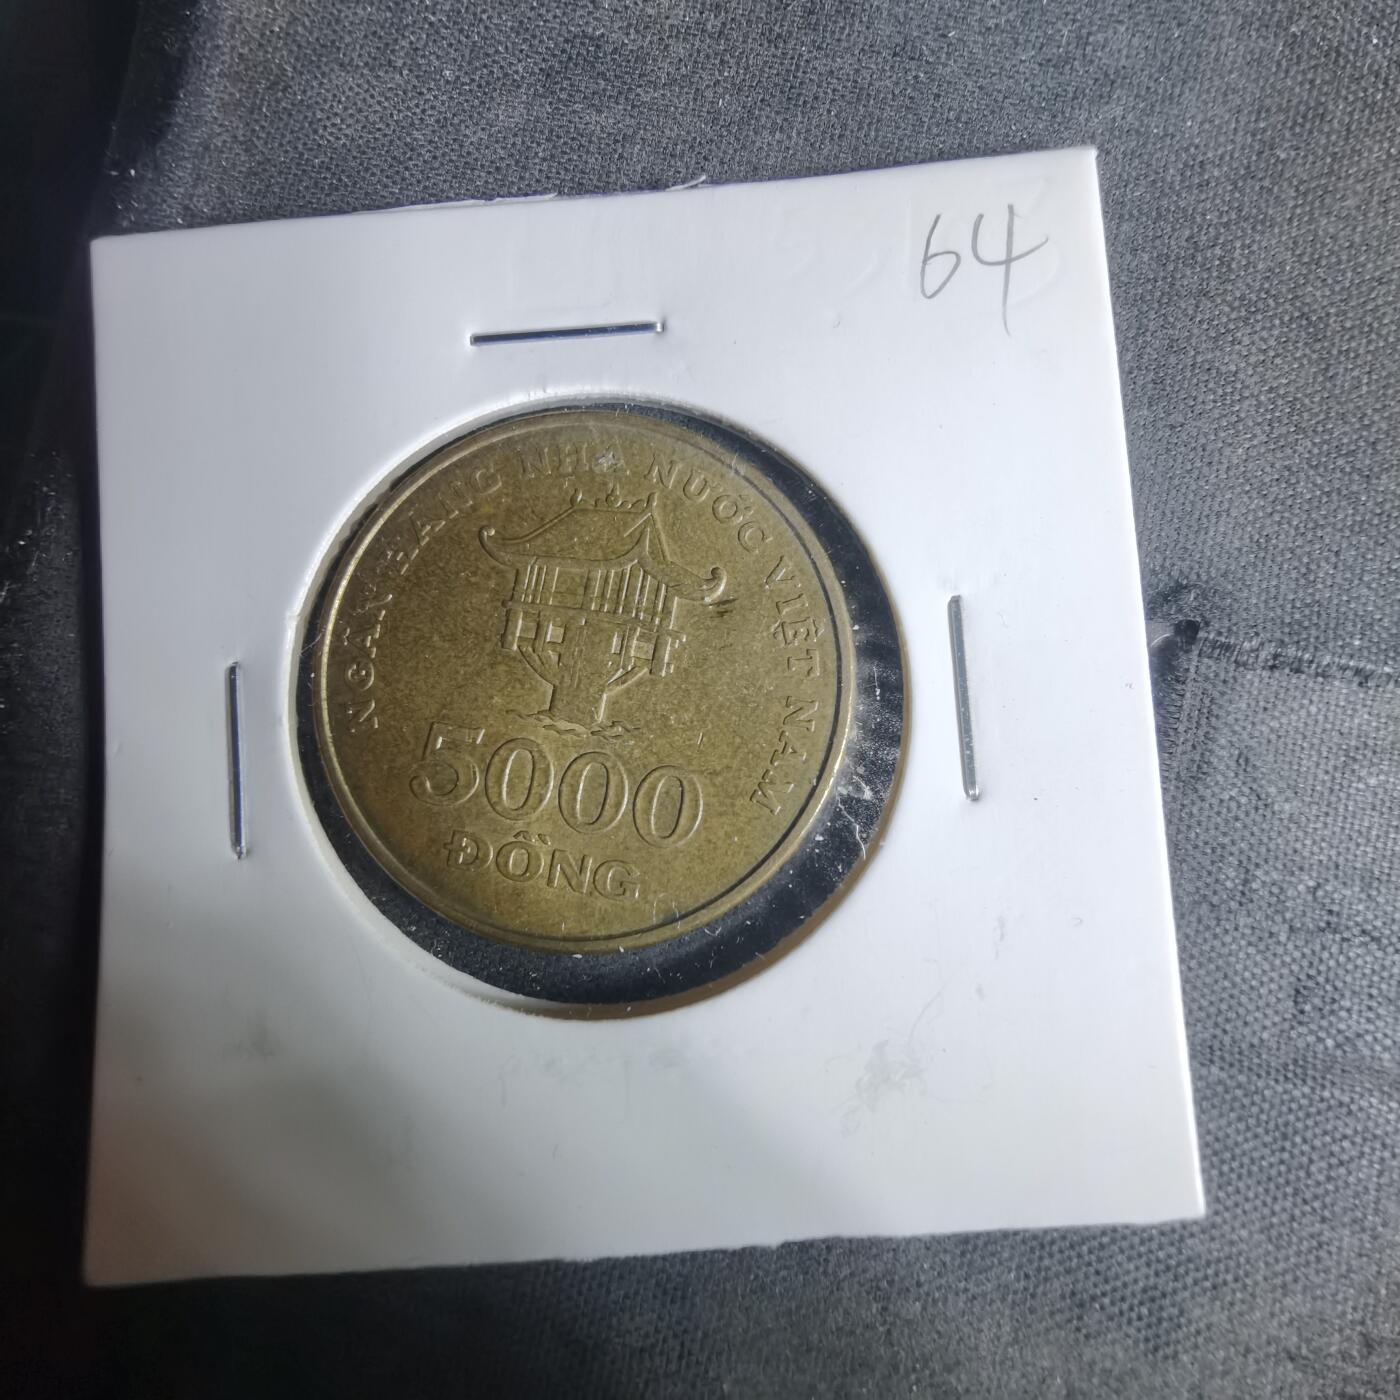 64
NGÂN HÀNG NHÀ NƯỚC VIỆT NAM
5000
ĐỒNG